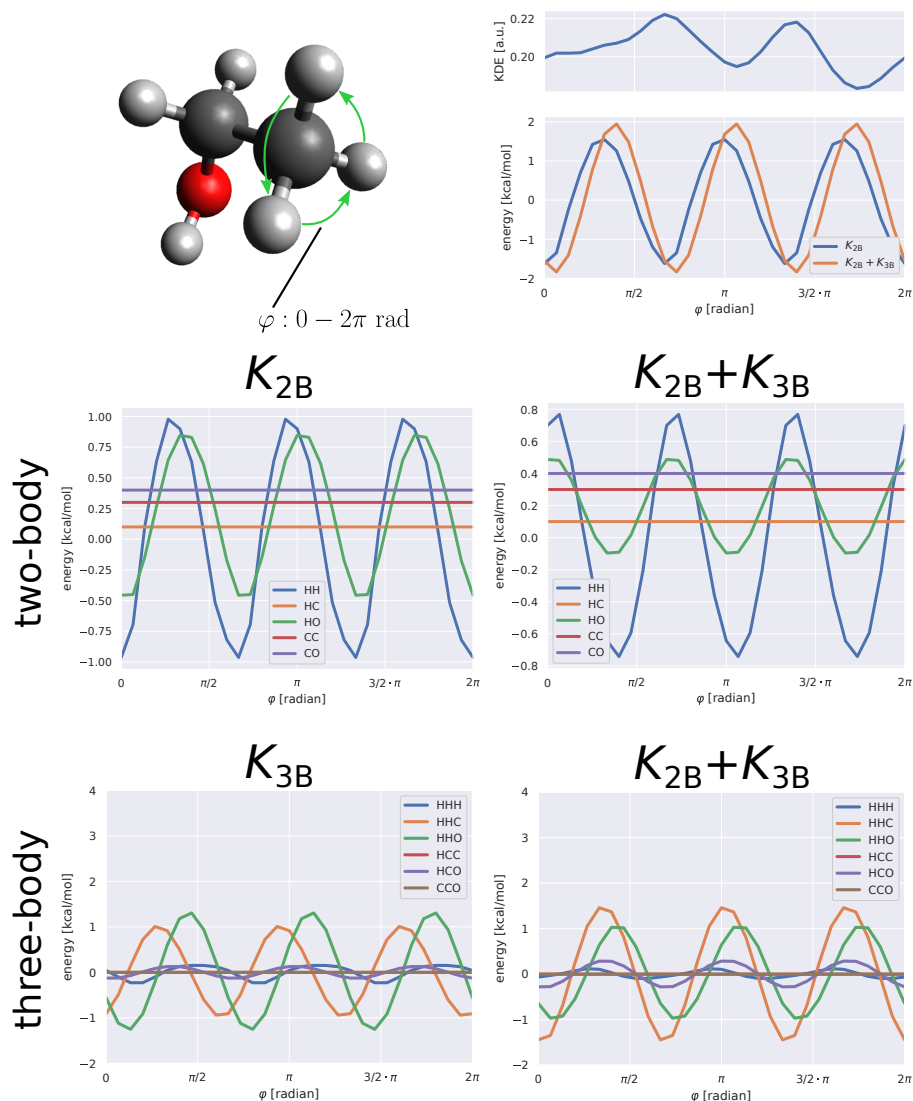 φ : 0 − 2π rad
KDE [a.u.]
0.22
0.20
energy [kcal/mol]
2
1
0
−1
−2
K2B
K2B + K3B
0 π/2 π 3/2 · π 2π
φ [radian]
K2B
K2B+K3B
two-body
energy [kcal/mol]
1.00
0.75
0.50
0.25
0.00
−0.25
−0.50
−0.75
−1.00
HH
HC
HO
CC
CO
0 π/2 π 3/2 · π 2π
φ [radian]
energy [kcal/mol]
0.8
0.6
0.4
0.2
0.0
−0.2
−0.4
−0.6
−0.8
HH
HC
HO
CC
CO
0 π/2 π 3/2 · π 2π
φ [radian]
K3B
K2B+K3B
three-body
energy [kcal/mol]
4
3
2
1
0
−1
−2
HHH
HHC
HHO
HCC
HCO
CCO
0 π/2 π 3/2 · π 2π
φ [radian]
energy [kcal/mol]
4
3
2
1
0
−1
−2
HHH
HHC
HHO
HCC
HCO
CCO
0 π/2 π 3/2 · π 2π
φ [radian]